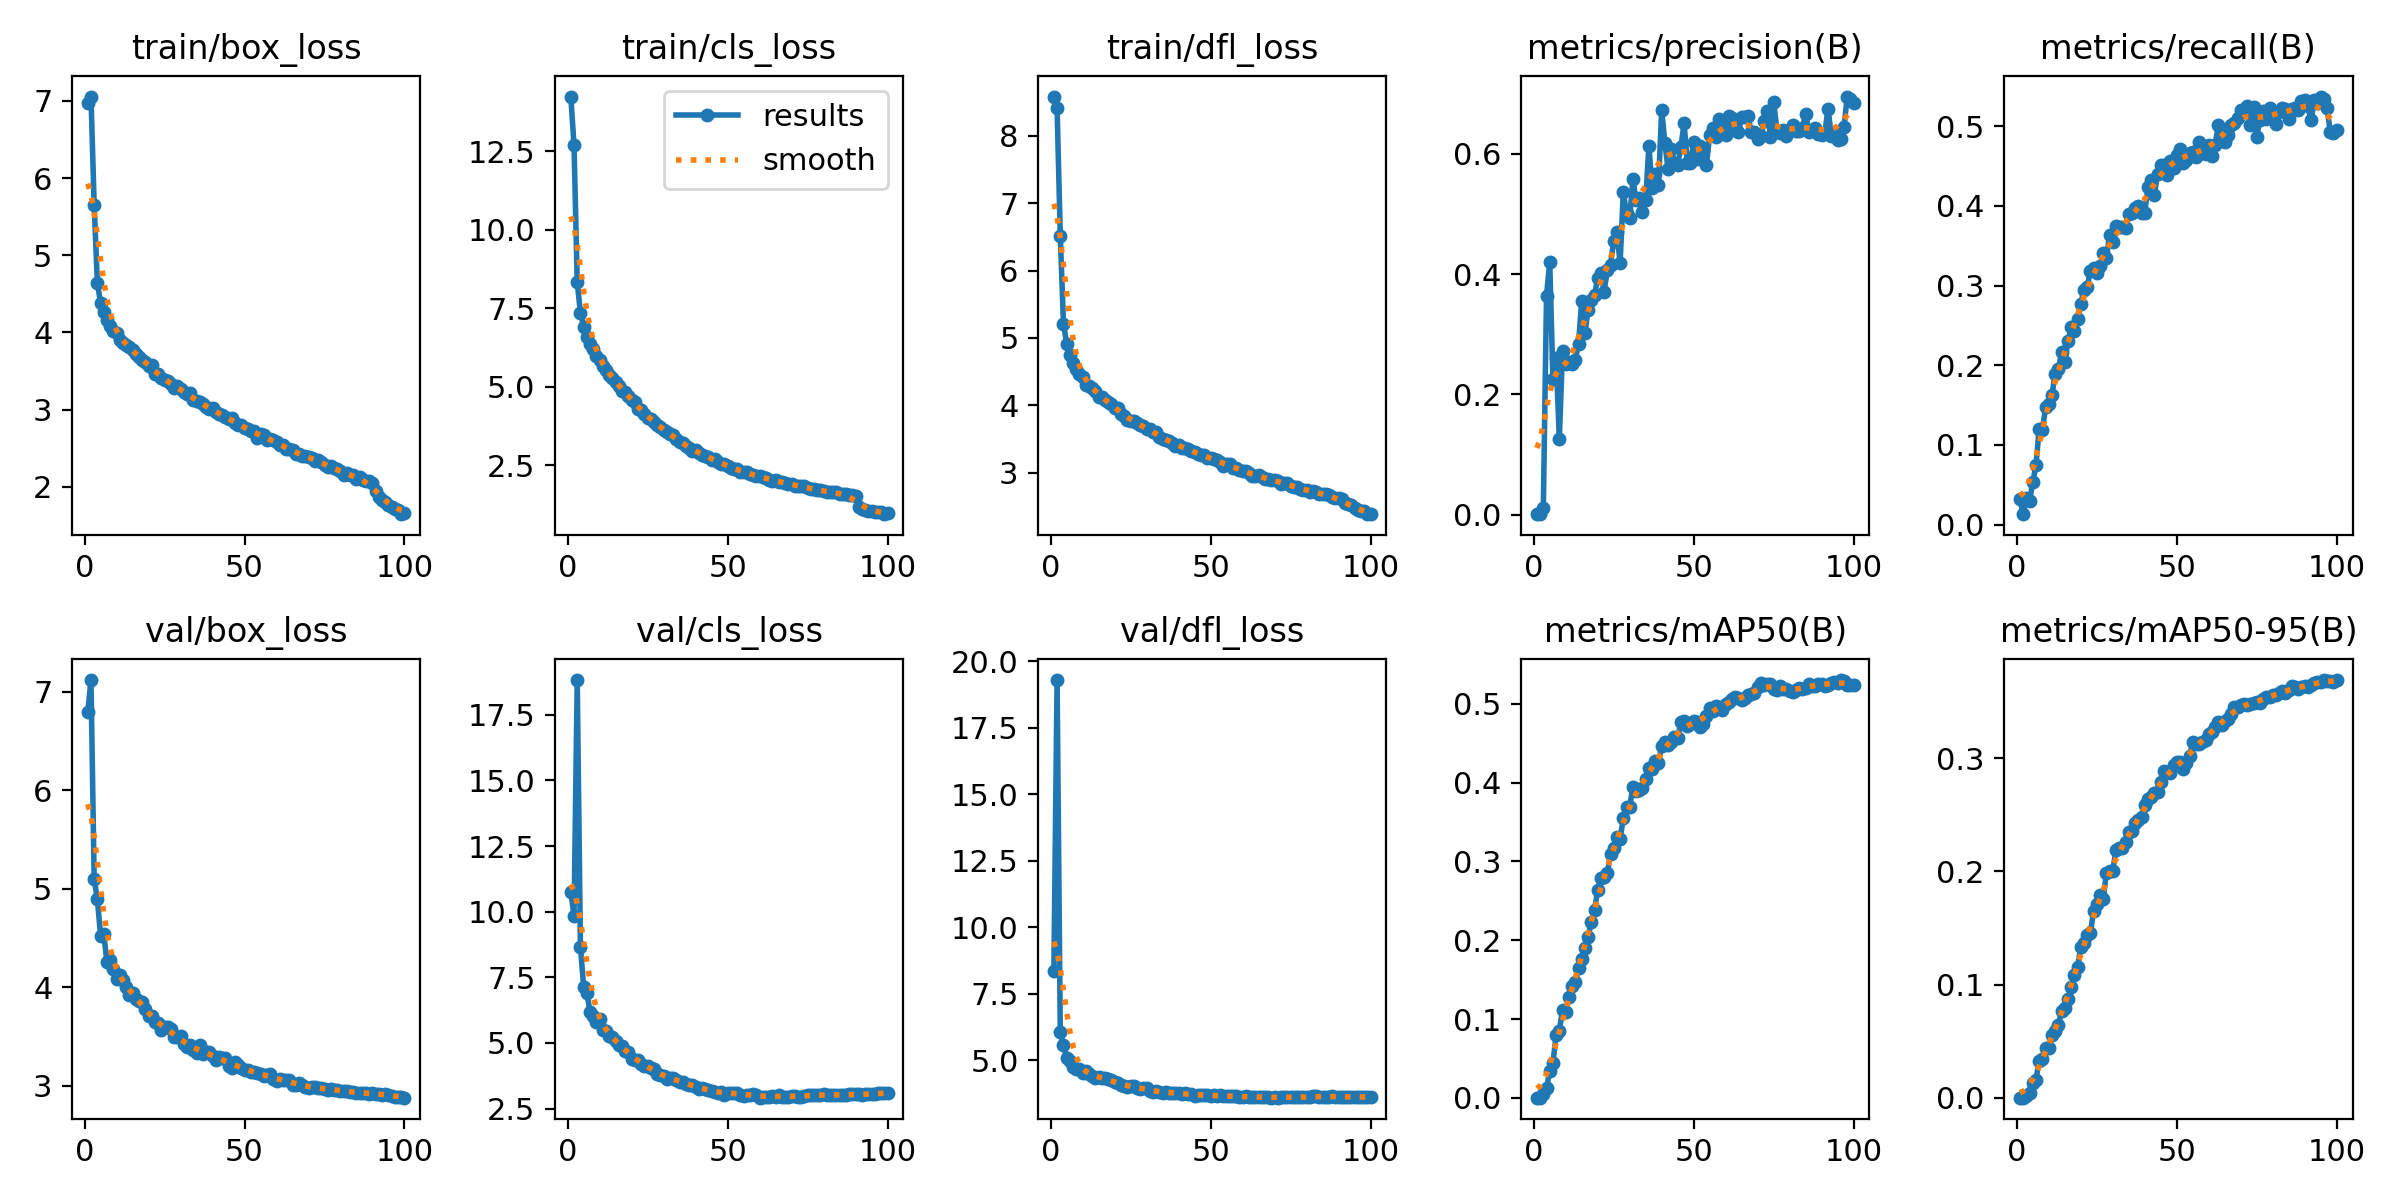 train/box_loss
7
6
5
4
3
2
0 50 100
train/cls_loss
results
smooth
12.5
10.0
7.5
5.0
2.5
0 50 100
train/dfl_loss
8
7
6
5
4
3
0 50 100
metrics/precision(B)
0.6
0.4
0.2
0.0
0 50 100
metrics/recall(B)
0.5
0.4
0.3
0.2
0.1
0.0
0 50 100
val/box_loss
7
6
5
4
3
0 50 100
val/cls_loss
17.5
15.0
12.5
10.0
7.5
5.0
2.5
0 50 100
val/dfl_loss
20.0
17.5
15.0
12.5
10.0
7.5
5.0
0 50 100
metrics/mAP50(B)
0.5
0.4
0.3
0.2
0.1
0.0
0 50 100
metrics/mAP50-95(B)
0.3
0.2
0.1
0.0
0 50 100